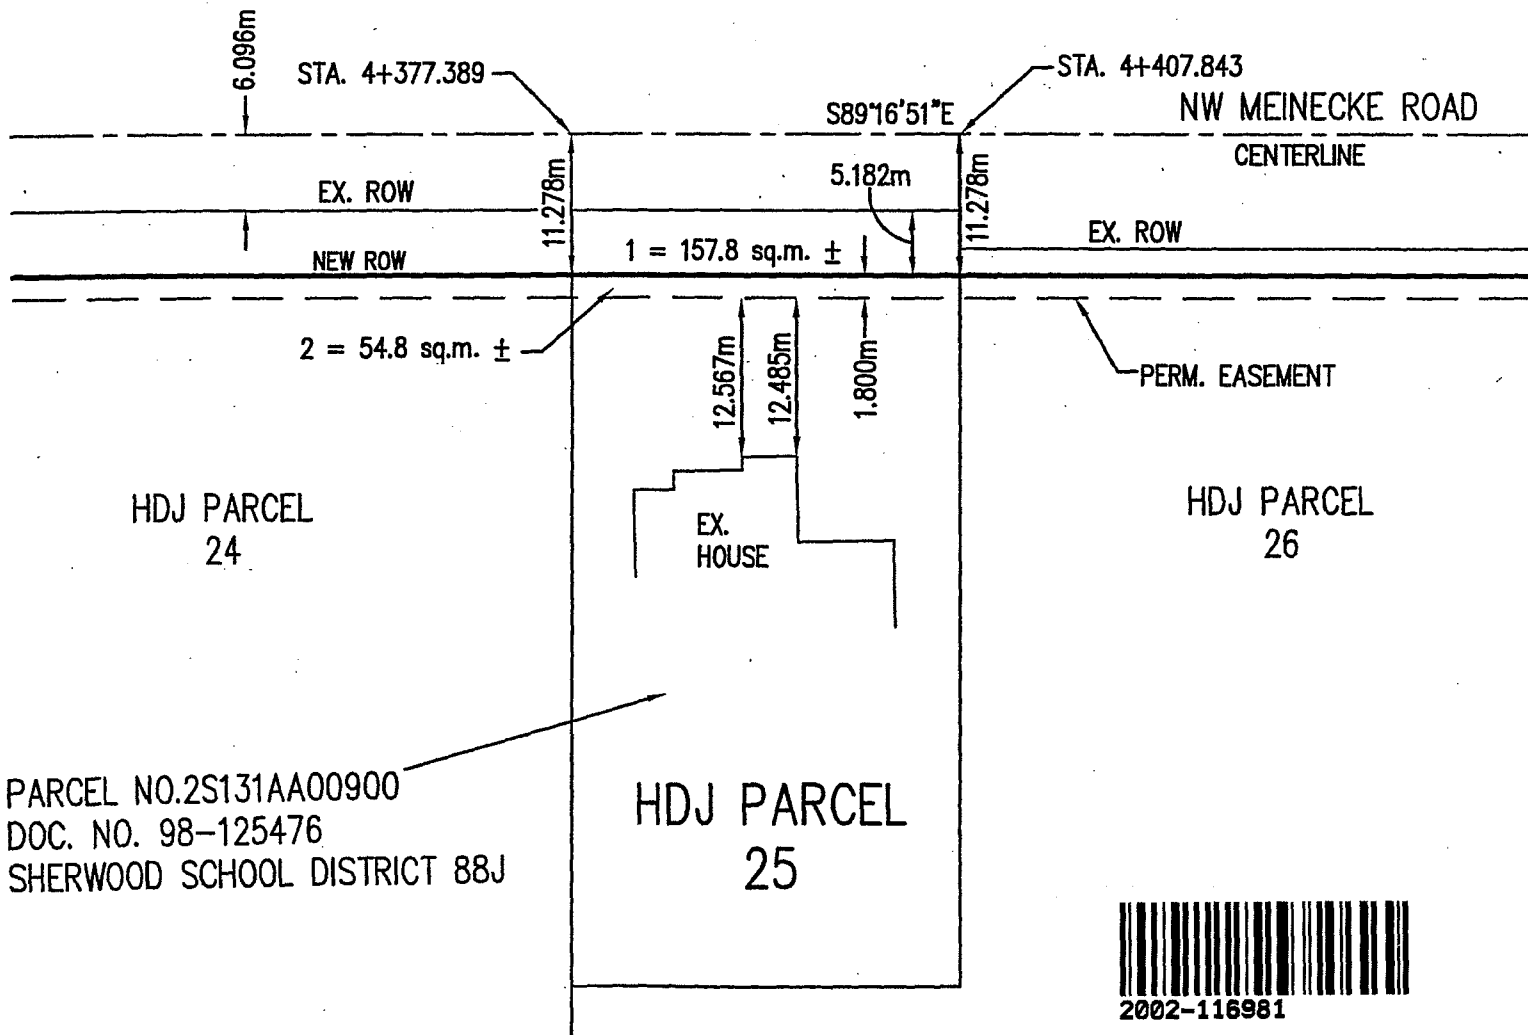 6.096m
STA. 4+377.389
STA. 4+407.843
S89°16'51"E
NW MEINECKE ROAD
CENTERLINE
11.278m
5.182m
11.278m
EX. ROW
EX. ROW
NEW ROW
1 = 157.8 sq.m. ±
2 = 54.8 sq.m. ±
12.567m
12.485m
1.800m
PERM. EASEMENT
HDJ PARCEL
24
EX.
HOUSE
HDJ PARCEL
26
PARCEL NO.2S131AA00900
DOC. NO. 98-125476
SHERWOOD SCHOOL DISTRICT 88J
HDJ PARCEL
25
2002-116981